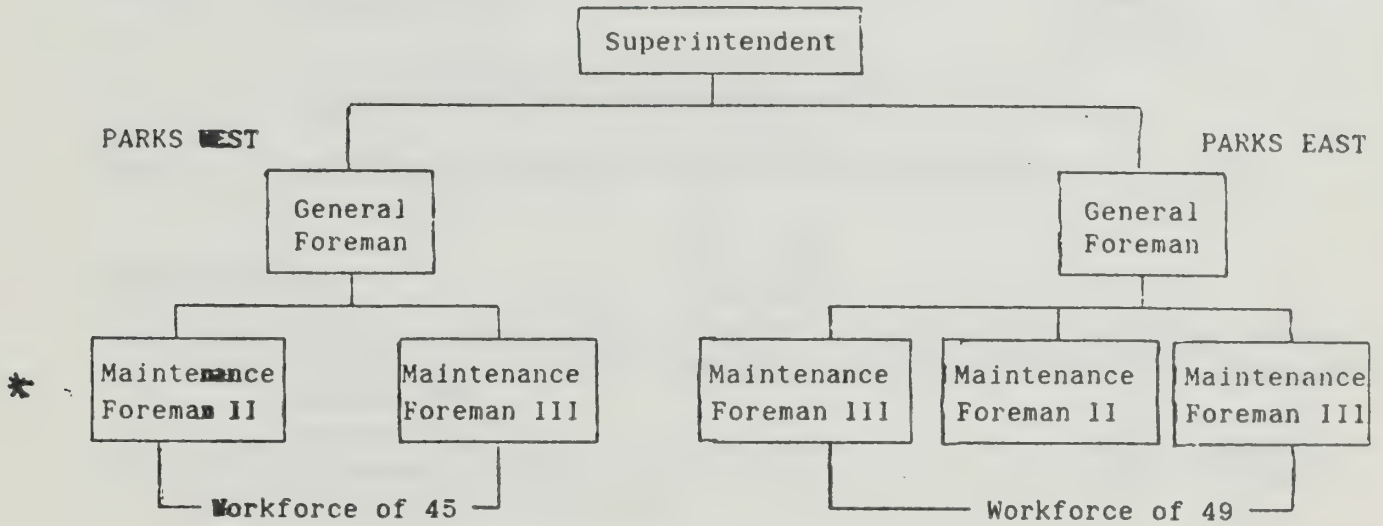 Superintendent
PARKS WEST
PARKS EAST
General
Foreman
General
Foreman
*
Maintenance
Foreman II
Maintenance
Foreman III
Maintenance
Foreman III
Maintenance
Foreman II
Maintenance
Foreman III
Workforce of 45
Workforce of 49